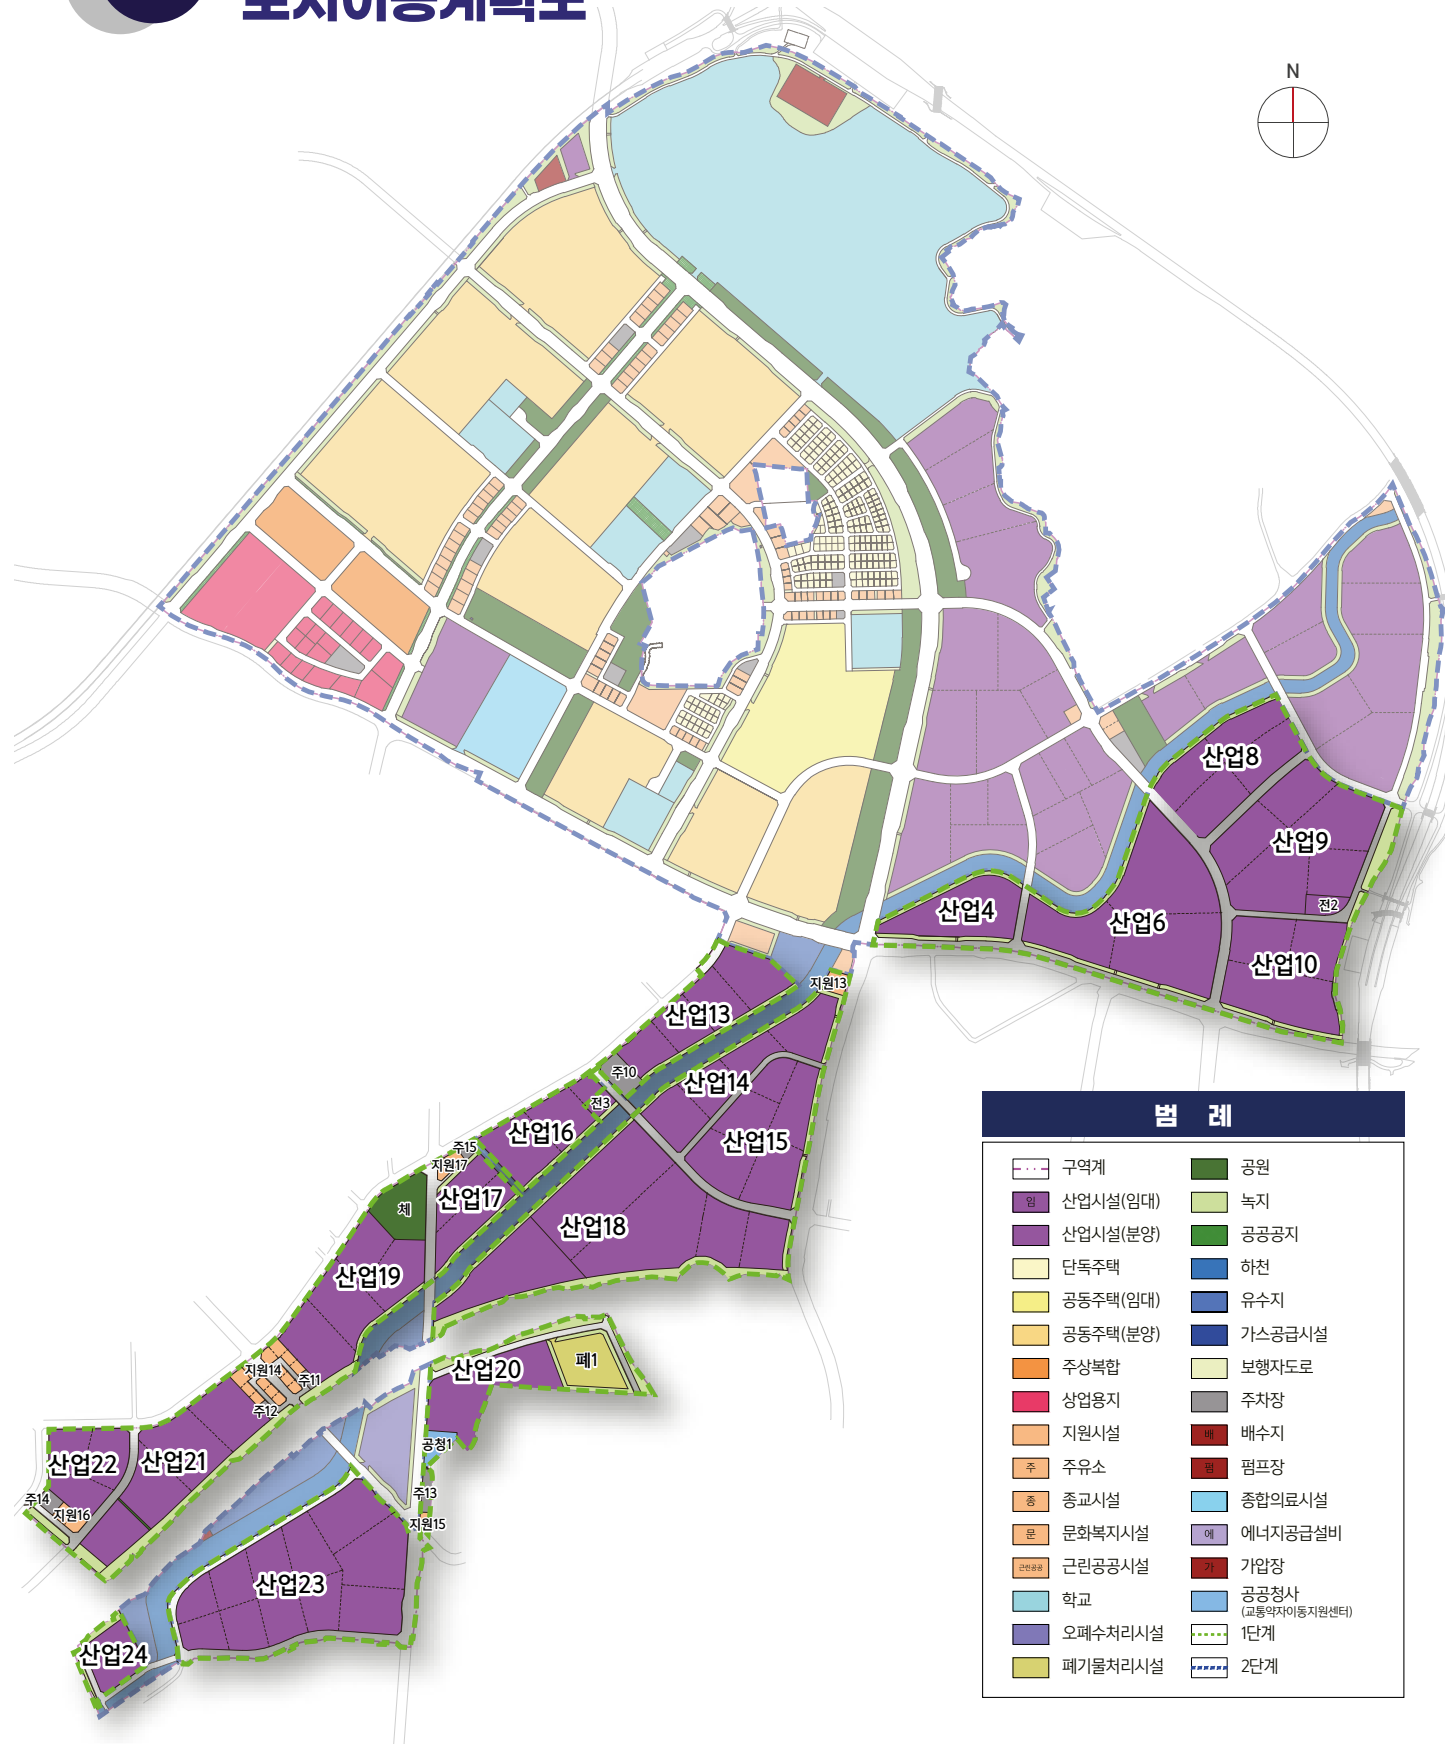 토지이용계획도
N
산업8
산업9
전2
산업4
산업6
산업10
지원13
산업13
주10
산업14
전3
산업16
산업15
주15
지원17
산업17
체
산업18
산업19
산업20
폐1
지원14
주11
주12
공청1
산업22
산업21
주14
지원16
주13
지원15
산업23
산업24
범 례
구역계
임 산업시설(임대)
산업시설(분양)
단독주택
공동주택(임대)
공동주택(분양)
주상복합
상업용지
지원시설
주 주유소
종 종교시설
문 문화복지시설
근린공공 근린공공시설
학교
오폐수처리시설
폐기물처리시설
공원
녹지
공공공지
하천
유수지
가스공급시설
보행자도로
주차장
배 배수지
펌 펌프장
종합의료시설
에 에너지공급설비
가 가압장
공공청사
(교통약자이동지원센터)
1단계
2단계